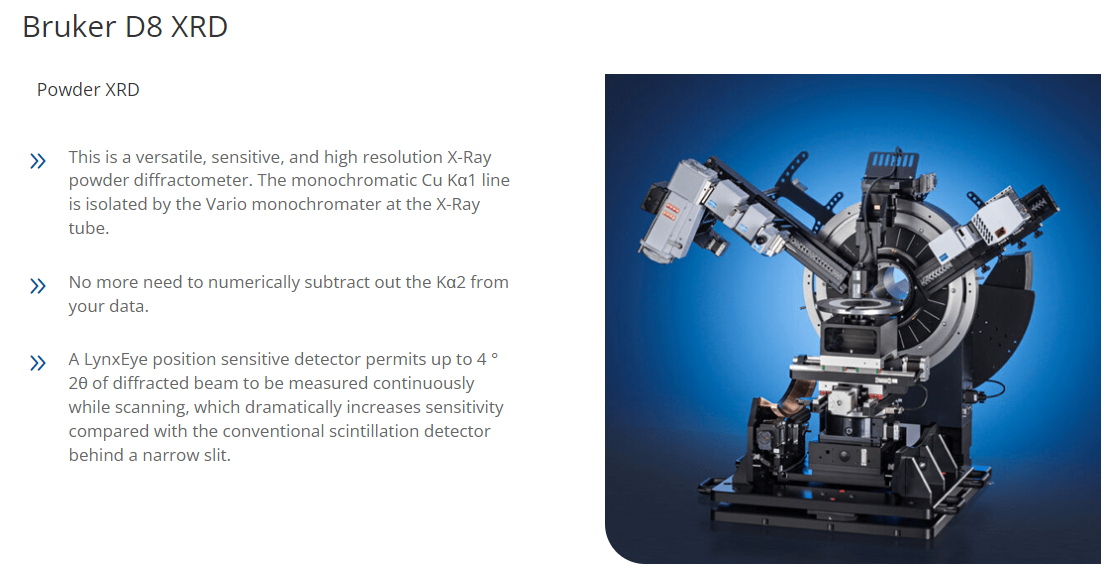 Bruker D8 XRD
Powder XRD
This is a versatile, sensitive, and high resolution X-Ray
powder diffractometer. The monochromatic Cu Kα1 line
is isolated by the Vario monochromater at the X-Ray
tube.
No more need to numerically subtract out the Kα2 from
your data.
A LynxEye position sensitive detector permits up to 4 °
2θ of diffracted beam to be measured continuously
while scanning, which dramatically increases sensitivity
compared with the conventional scintillation detector
behind a narrow slit.